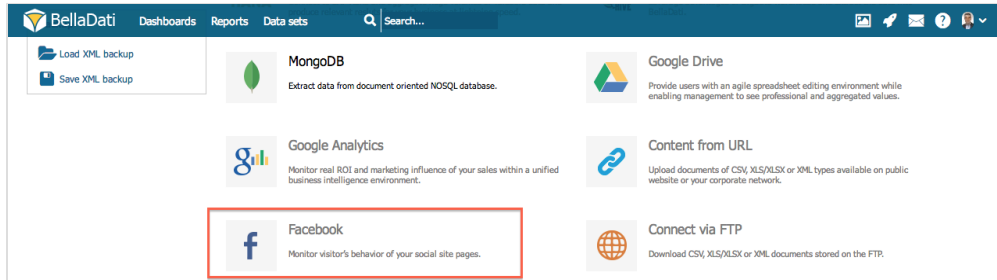 BellaDati Dashboards Reports Data sets Search...
Load XML backup
Save XML backup
MongoDB
Extract data from document oriented NOSQL database.
Google Drive
Provide users with an agile spreadsheet editing environment while
enabling management to see professional and aggregated values.
Google Analytics
Monitor real ROI and marketing influence of your sales within a unified
business intelligence environment.
Content from URL
Upload documents of CSV, XLS/XLSX or XML types available on public
website or your corporate network.
Facebook
Monitor visitor's behavior of your social site pages.
Connect via FTP
Download CSV, XLS/XLSX or XML documents stored on the FTP.